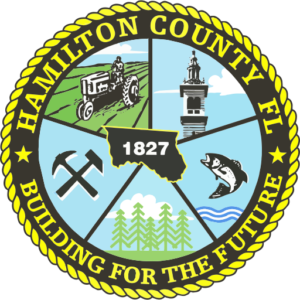 HAMILTON COUNTY FL
1827
BUILDING FOR THE FUTURE